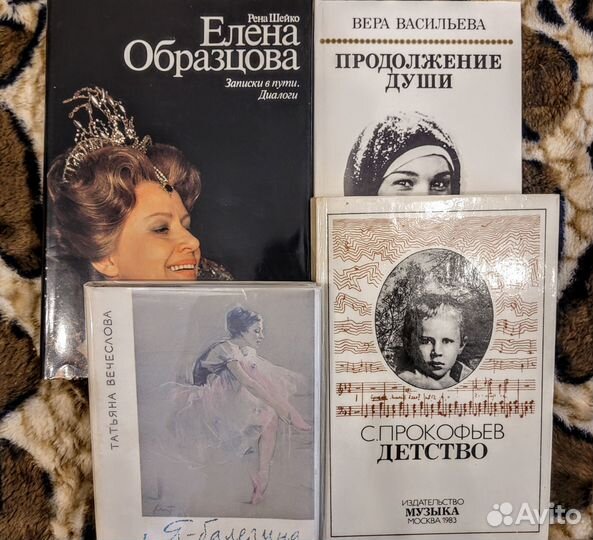 Рена Шейко
Елена
Образцова
Записки в пути.
Диалоги
ВЕРА ВАСИЛЬЕВА
ПРОДОЛЖЕНИЕ
ДУШИ
ТАТЬЯНА ВЕЧЕСЛОВА
Я-балерина
С.ПРОКОФЬЕВ
ДЕТСТВО
ИЗДАТЕЛЬСТВО
МУЗЫКА
МОСКВА 1983
Avito